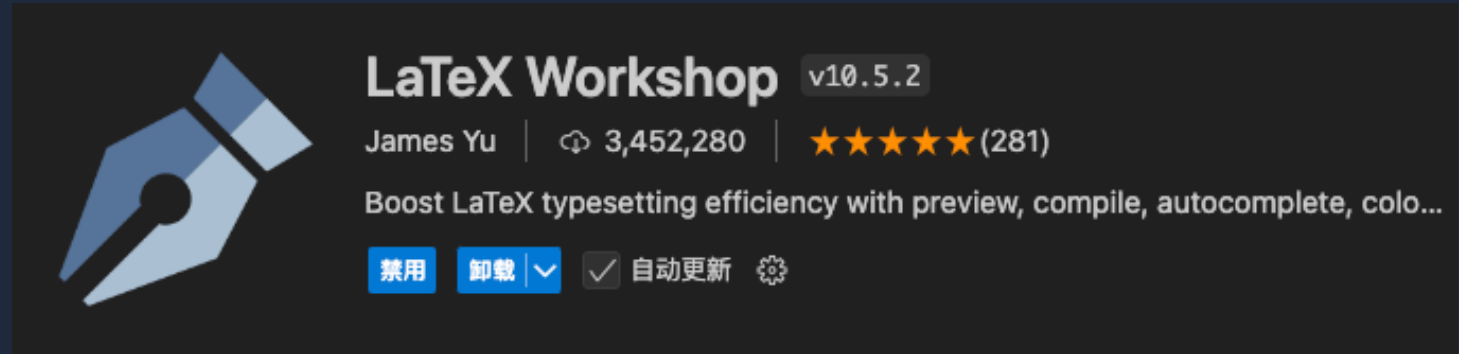 LaTeX Workshop v10.5.2
James Yu 3,452,280 (281)
Boost LaTeX typesetting efficiency with preview, compile, autocomplete, colo...
禁用 卸载 自动更新